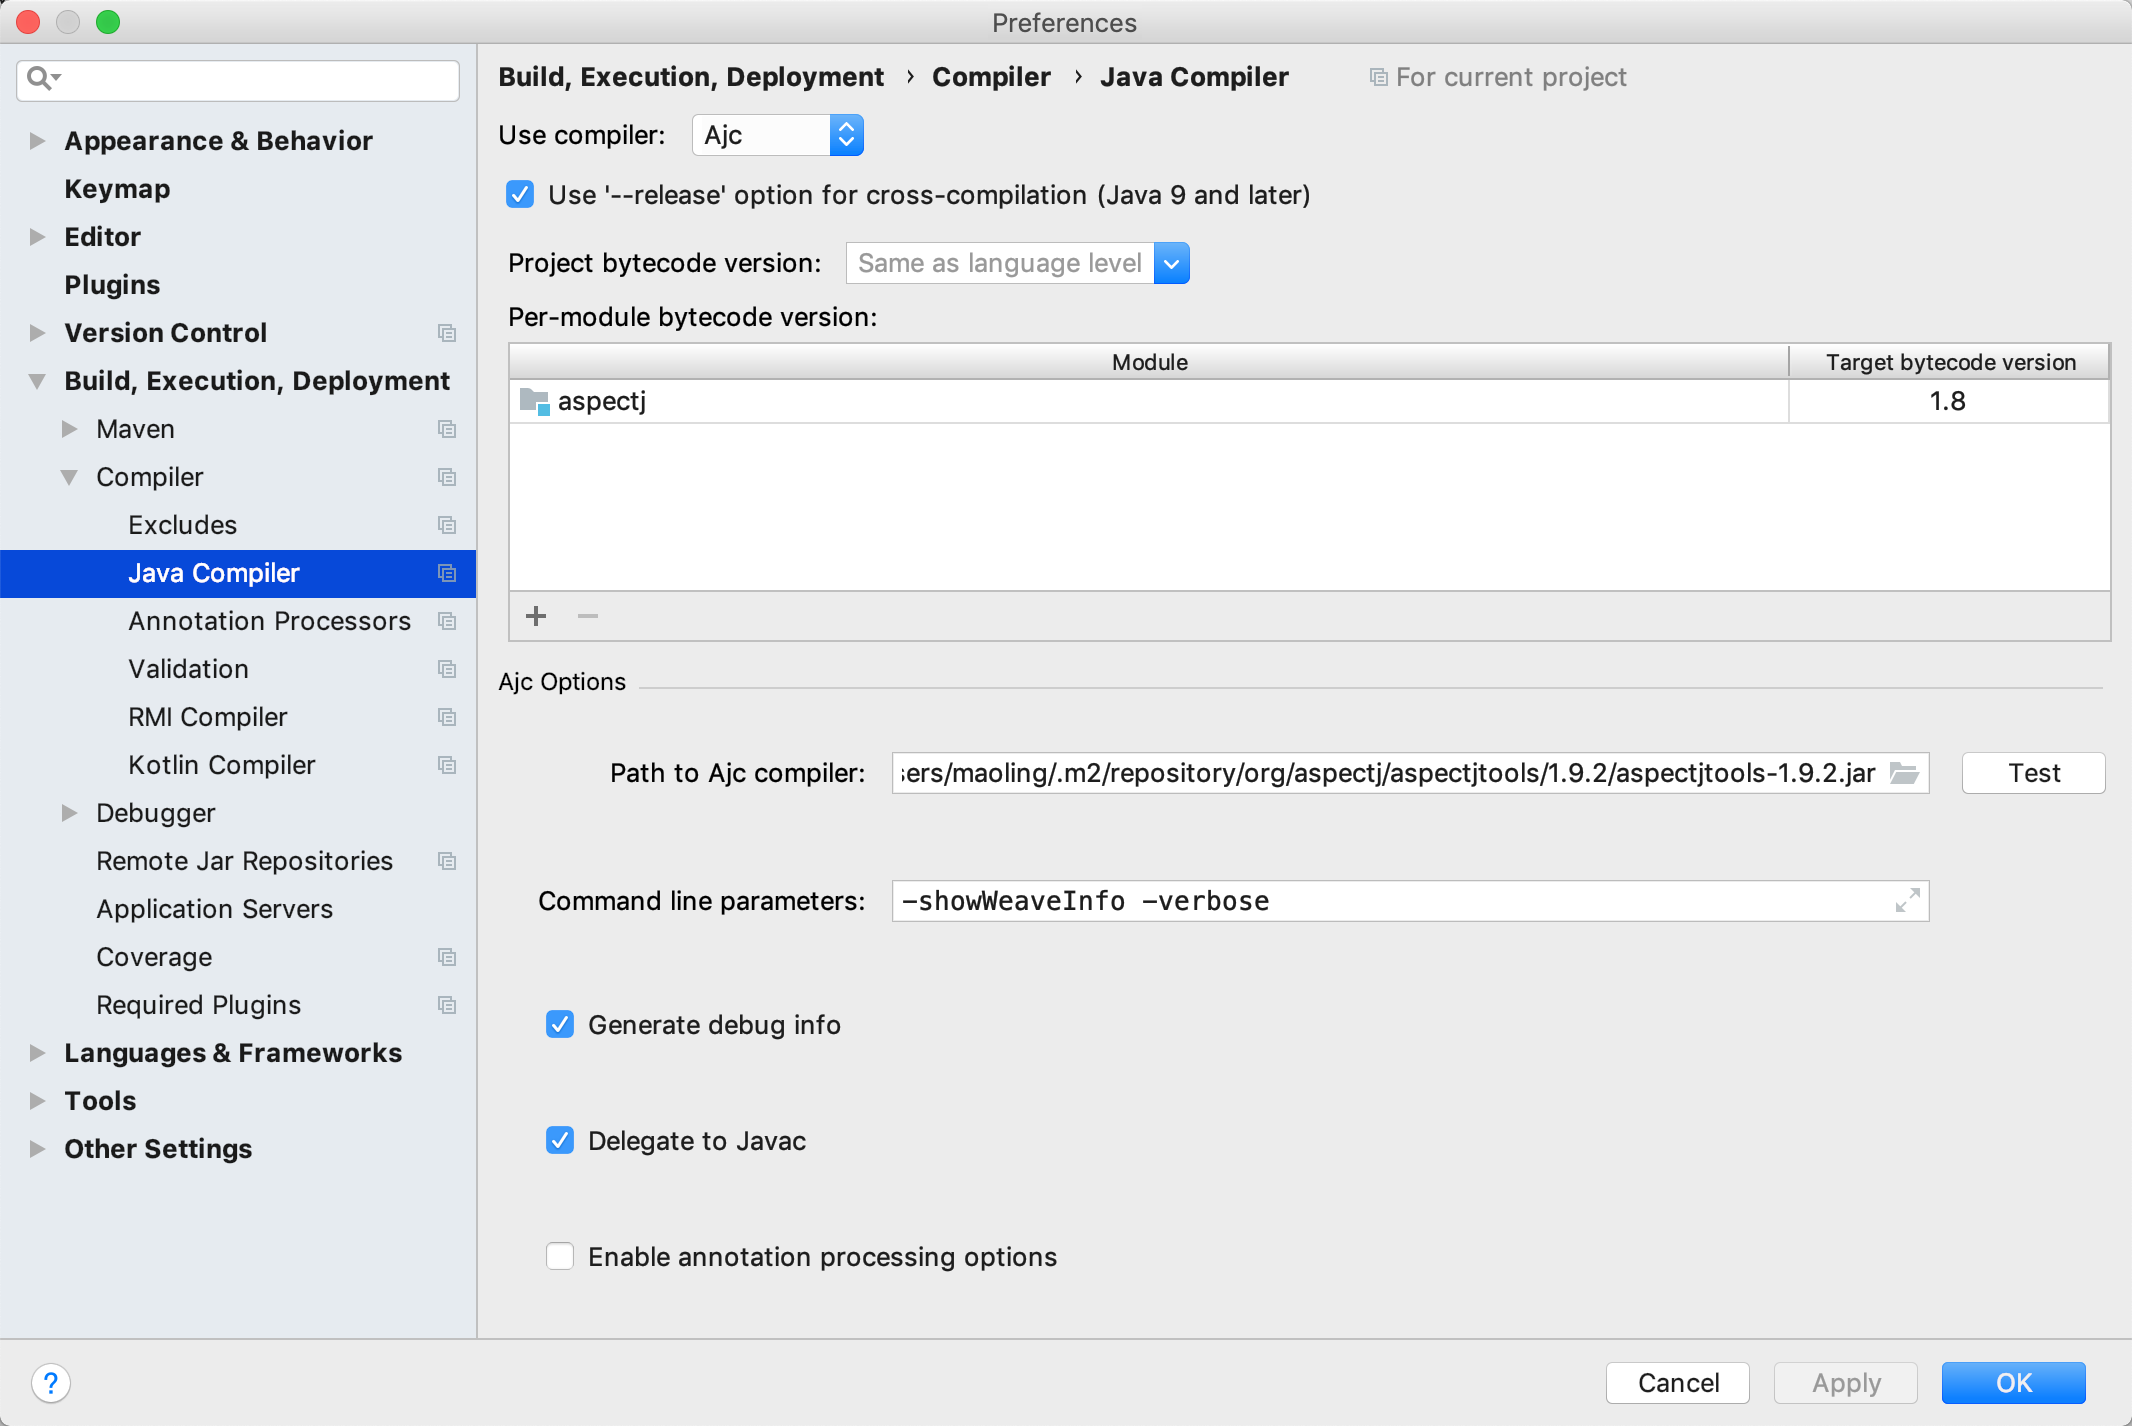 Preferences
Appearance & Behavior
Keymap
Editor
Plugins
Version Control
Build, Execution, Deployment
Maven
Compiler
Excludes
Java Compiler
Annotation Processors
Validation
RMI Compiler
Kotlin Compiler
Debugger
Remote Jar Repositories
Application Servers
Coverage
Required Plugins
Languages & Frameworks
Tools
Other Settings
Build, Execution, Deployment › Compiler › Java Compiler For current project
Use compiler: Ajc
Use '--release' option for cross-compilation (Java 9 and later)
Project bytecode version: Same as language level
Per-module bytecode version:
Module Target bytecode version
aspectj 1.8
+ −
Ajc Options
Path to Ajc compiler: sers/maoling/.m2/repository/org/aspectj/aspectjtools/1.9.2/aspectjtools-1.9.2.jar Test
Command line parameters: -showWeaveInfo -verbose
Generate debug info
Delegate to Javac
Enable annotation processing options
? Cancel Apply OK